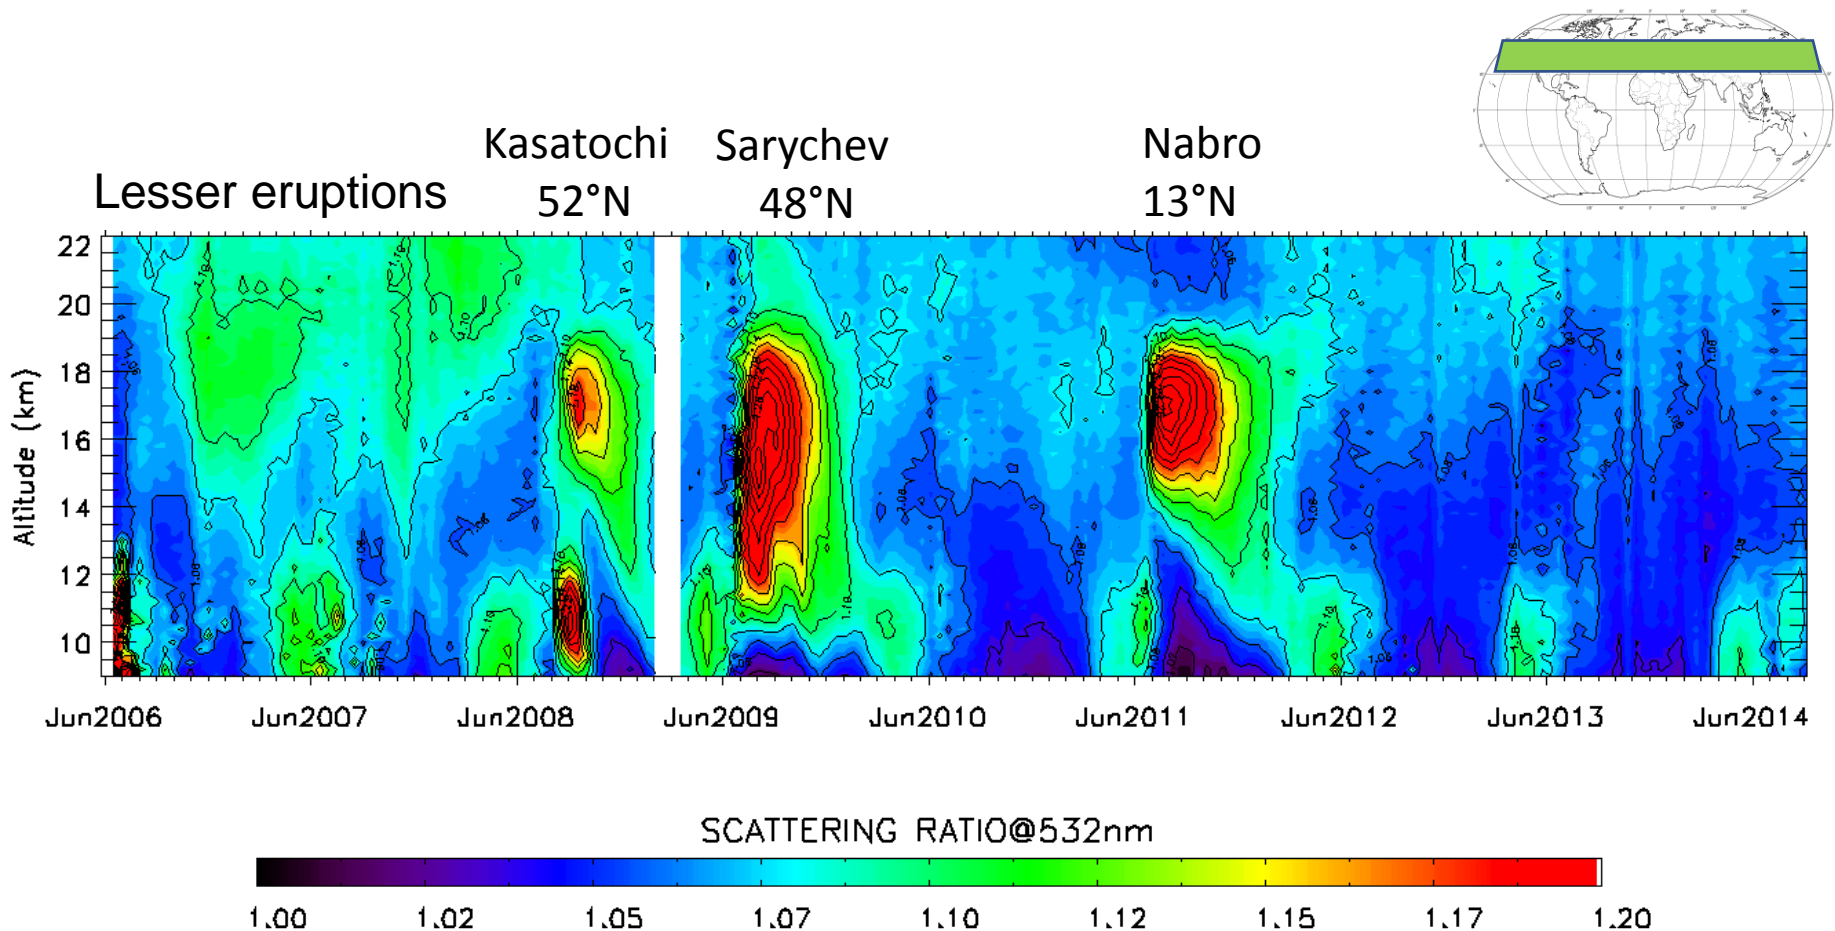 Kasatochi
52°N
Sarychev
48°N
Nabro
13°N
Lesser eruptions
Altitude (km)
22
20
18
16
14
12
10
Jun2006 Jun2007 Jun2008 Jun2009 Jun2010 Jun2011 Jun2012 Jun2013 Jun2014
SCATTERING RATIO@532nm
1.00 1.02 1.05 1.07 1.10 1.12 1.15 1.17 1.20